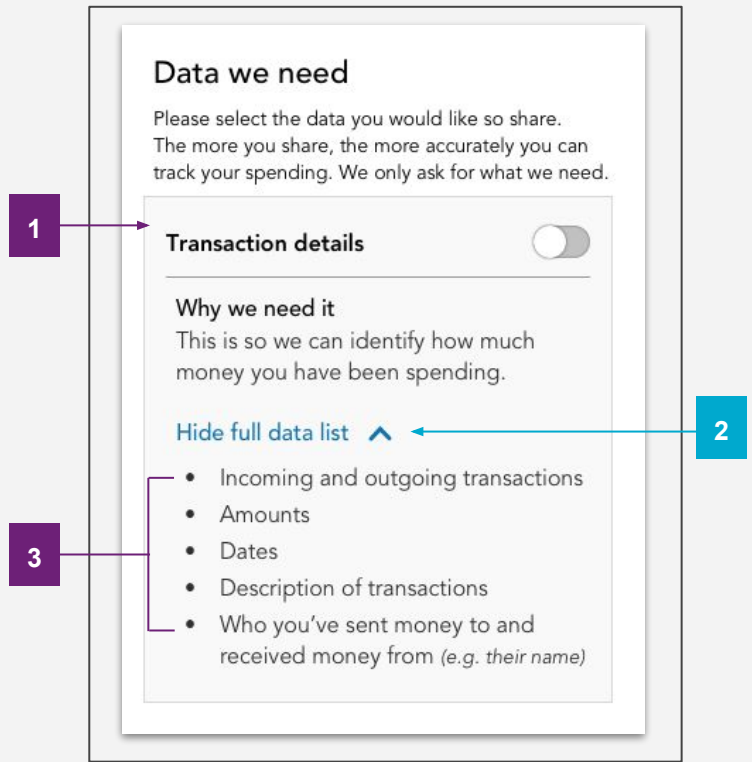 Data we need
Please select the data you would like so share.
The more you share, the more accurately you can
track your spending. We only ask for what we need.
1
Transaction details
Why we need it
This is so we can identify how much
money you have been spending.
Hide full data list
2
• Incoming and outgoing transactions
• Amounts
3
• Dates
• Description of transactions
• Who you’ve sent money to and
received money from (e.g. their name)